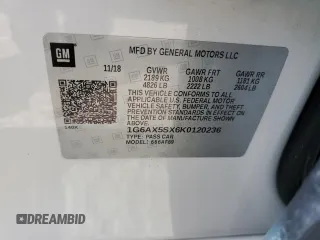 GM
MFD BY GENERAL MOTORS LLC
11/18 GVWR GAWR FRT GAWR RR
2189 KG 1008 KG 1181 KG
4826 LB 2222 LB 2604 LB
THIS VEHICLE CONFORMS TO ALL APPLICABLE
U.S. FEDERAL MOTOR VEHICLE SAFETY, BUMPER, AND THEFT
PREVENTION STANDARDS IN EFFECT ON THE DATE OF
MANUFACTURE SHOWN ABOVE.
1G6AX5SX6K0120236
TYPE: PASS CAR
MODEL:
© AUTOBIDMASTER